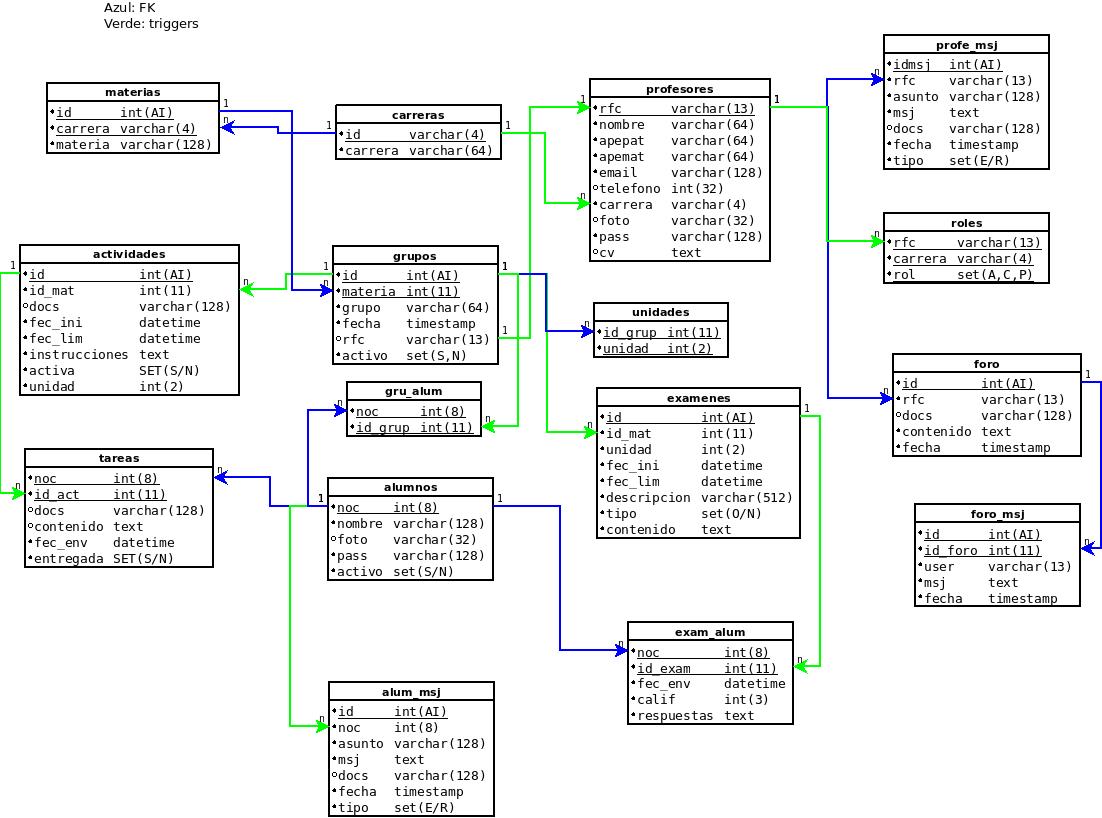 Azul: FK
Verde: triggers
materias
id int(AI)
carrera varchar(4)
materia varchar(128)
carreras
id varchar(4)
carrera varchar(64)
profesores
rfc varchar(13)
nombre varchar(64)
apepat varchar(64)
apemat varchar(64)
email varchar(128)
telefono int(32)
carrera varchar(4)
foto varchar(32)
pass varchar(128)
cv text
profe_msj
idmsj int(AI)
rfc varchar(13)
asunto varchar(128)
msj text
docs varchar(128)
fecha timestamp
tipo set(E/R)
roles
rfc varchar(13)
carrera varchar(4)
rol set(A,C,P)
actividades
id int(AI)
id_mat int(11)
docs varchar(128)
fec_ini datetime
fec_lim datetime
instrucciones text
activa SET(S/N)
unidad int(2)
grupos
id int(AI)
materia int(11)
grupo varchar(64)
fecha timestamp
rfc varchar(13)
activo set(S,N)
unidades
id_grup int(11)
unidad int(2)
foro
id int(AI)
rfc varchar(13)
docs varchar(128)
contenido text
fecha timestamp
gru_alum
noc int(8)
id_grup int(11)
examenes
id int(AI)
id_mat int(11)
unidad int(2)
fec_ini datetime
fec_lim datetime
descripcion varchar(512)
tipo set(O/N)
contenido text
tareas
noc int(8)
id_act int(11)
docs varchar(128)
contenido text
fec_env datetime
entregada SET(S/N)
alumnos
noc int(8)
nombre varchar(128)
foto varchar(32)
pass varchar(128)
activo set(S/N)
foro_msj
id int(AI)
id_foro int(11)
user varchar(13)
msj text
fecha timestamp
exam_alum
noc int(8)
id_exam int(11)
fec_env datetime
calif int(3)
respuestas text
alum_msj
id int(AI)
noc int(8)
asunto varchar(128)
msj text
docs varchar(128)
fecha timestamp
tipo set(E/R)
1
n
1
1
n
1
n
1
n
n
1
n
1
n
1
1
n
n
n
1
n
1
n
n
1
1
n
n
n
n